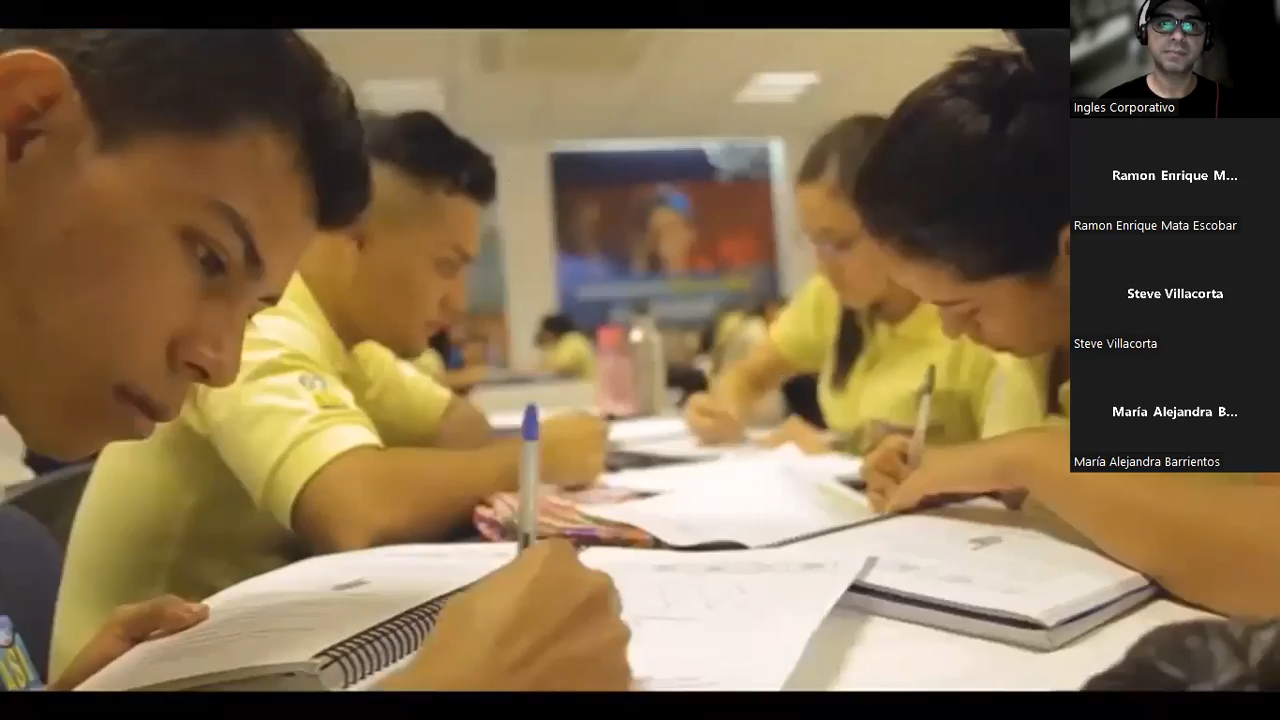 Ingles Corporativo
Ramon Enrique M...
Ramon Enrique Mata Escobar
Steve Villacorta
Steve Villacorta
María Alejandra B...
María Alejandra Barrientos